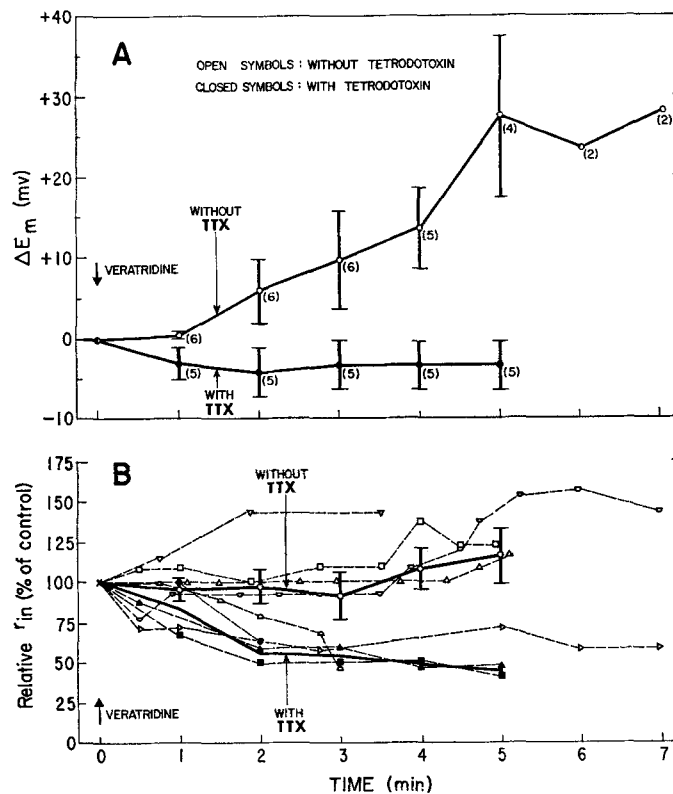 A
OPEN SYMBOLS : WITHOUT TETRODOTOXIN
CLOSED SYMBOLS : WITH TETRODOTOXIN
+40
+30
+20
+10
0
-10
ΔEm (mv)
VERATRIDINE
WITHOUT
TTX
WITH
TTX
(6)
(6)
(6)
(5)
(4)
(2)
(2)
(5)
(5)
(5)
(5)
(5)
B
175
150
125
100
75
50
25
0
Relative rin (% of control)
WITHOUT
TTX
WITH
TTX
VERATRIDINE
0 1 2 3 4 5 6 7
TIME (min)